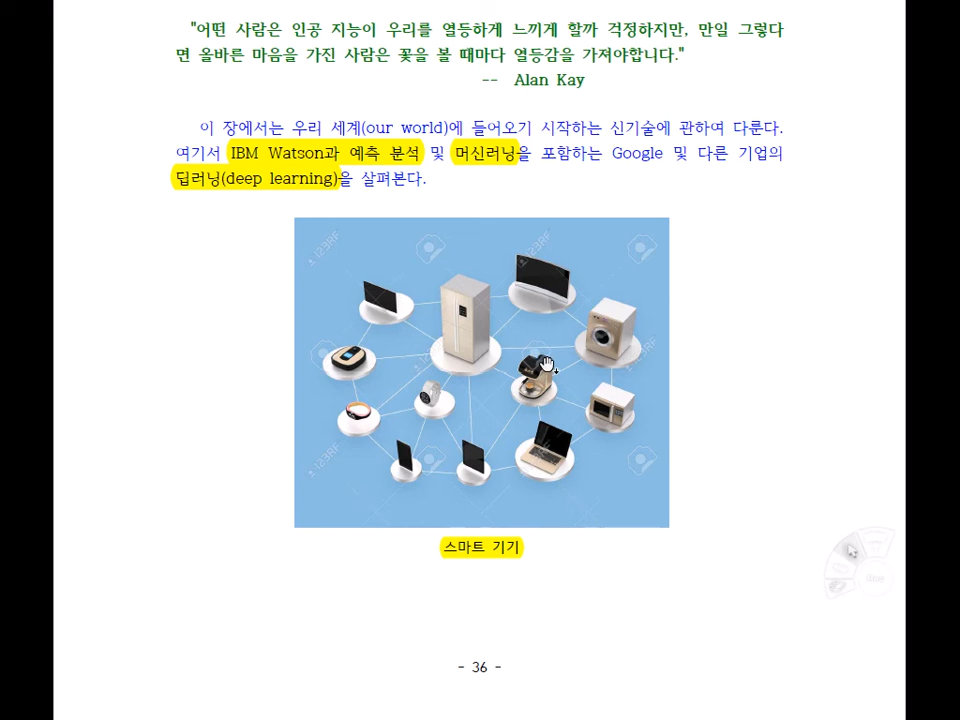 "어떤 사람은 인공 지능이 우리를 열등하게 느끼게 할까 걱정하지만, 만일 그렇다
면 올바른 마음을 가진 사람은 꽃을 볼 때마다 열등감을 가져야합니다."
-- Alan Kay
이 장에서는 우리 세계(our world)에 들어오기 시작하는 신기술에 관하여 다룬다.
여기서 IBM Watson과 예측 분석 및 머신러닝을 포함하는 Google 및 다른 기업의
딥러닝(deep learning)을 살펴본다.
123RF
123RF
123RF
123RF
스마트 기기
- 36 -